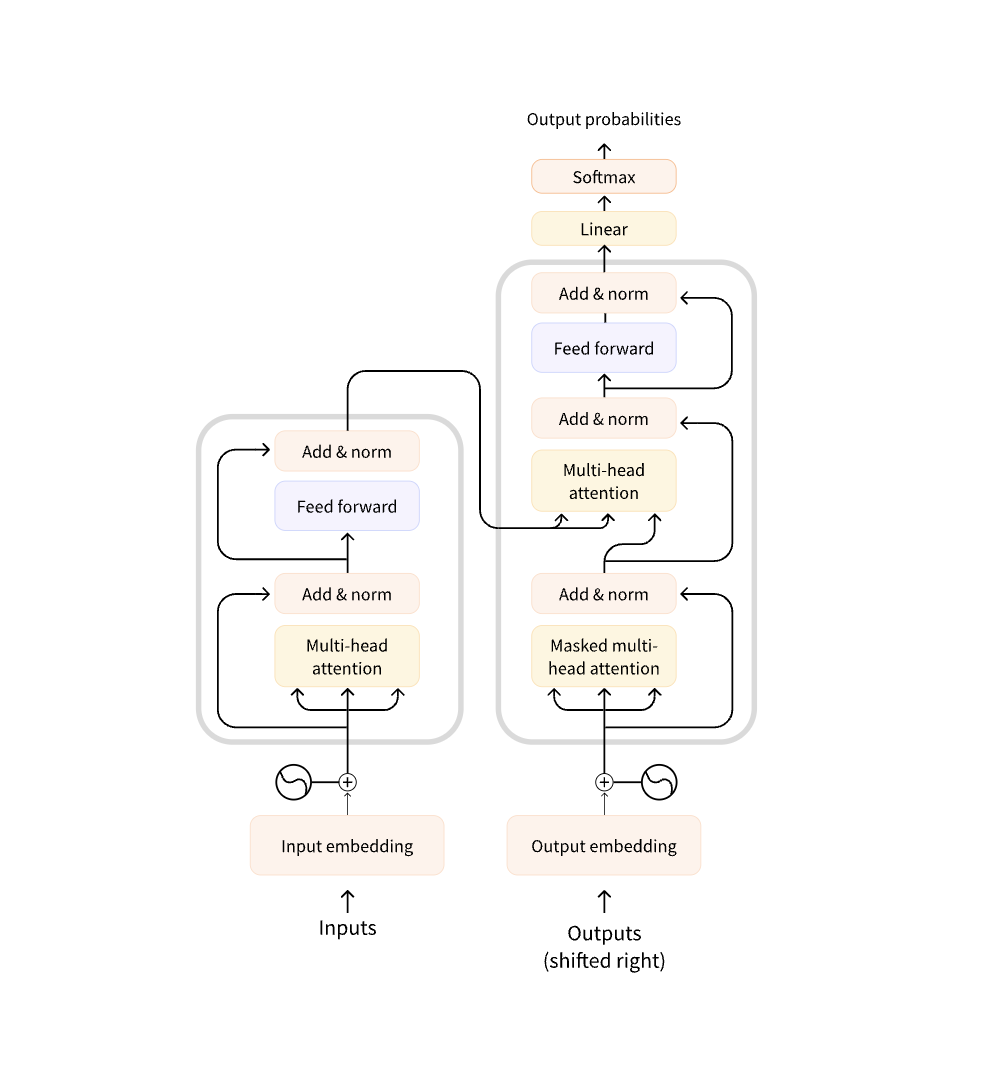 Output probabilities
Softmax
Linear
Add & norm
Feed forward
Add & norm
Multi-head
attention
Add & norm
Masked multi-
head attention
Output embedding
Outputs
(shifted right)
Add & norm
Feed forward
Add & norm
Multi-head
attention
Input embedding
Inputs